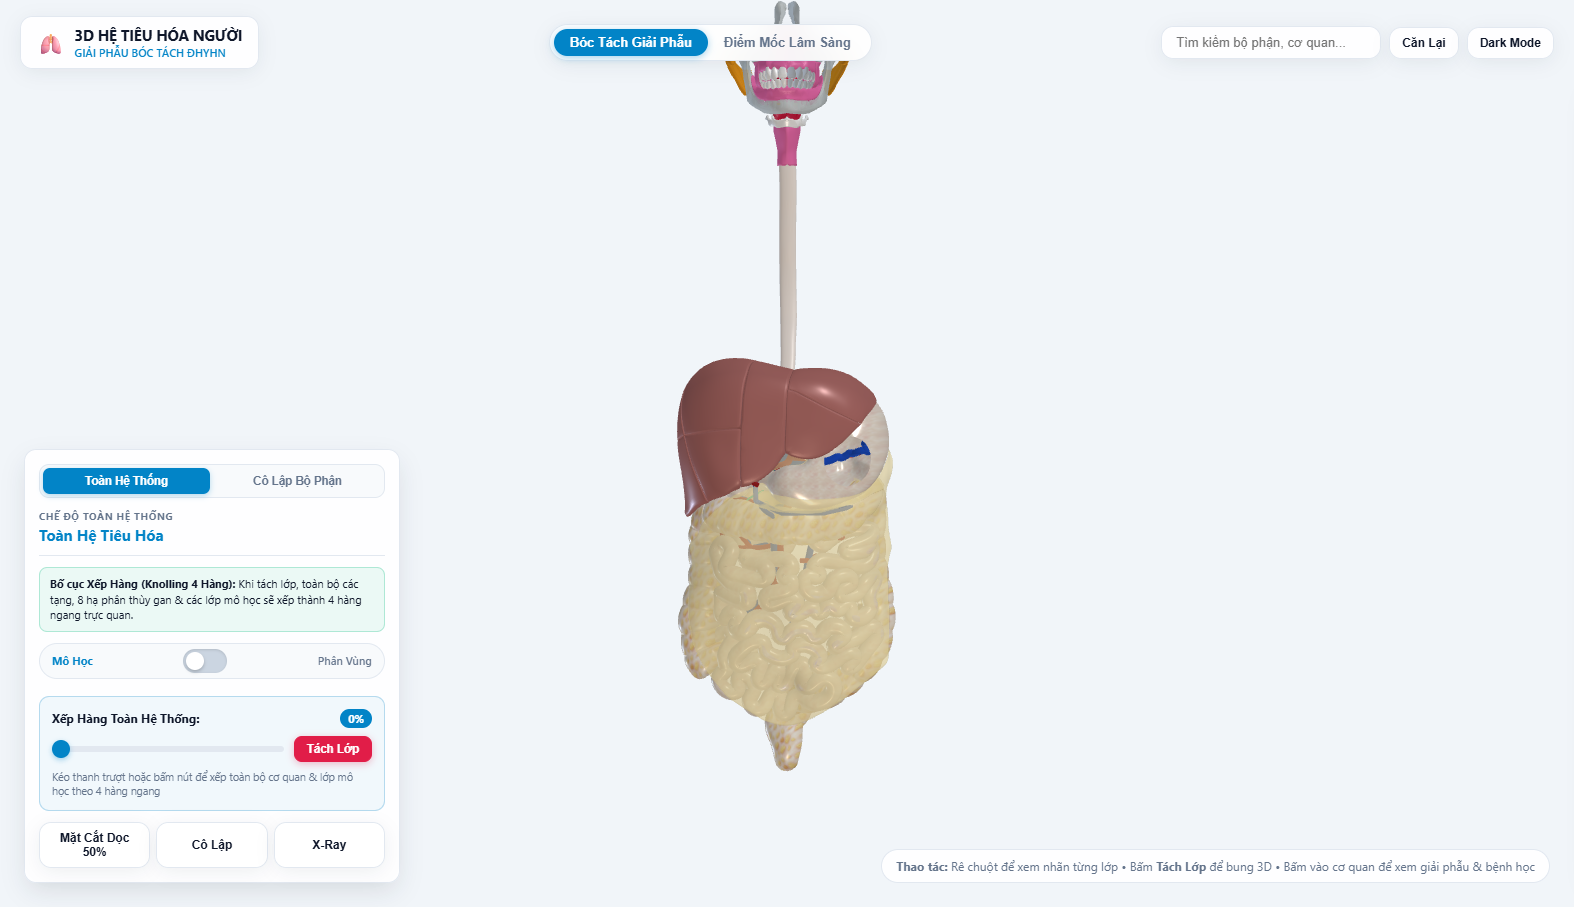 3D HỆ TIÊU HÓA NGƯỜI
GIẢI PHẪU BÓC TÁCH ĐHYHN
Bóc Tách Giải Phẫu
Điểm Mốc Lâm Sàng
Tìm kiếm bộ phận, cơ quan...
Căn Lại
Dark Mode
Toàn Hệ Thống
Cô Lập Bộ Phận
CHẾ ĐỘ TOÀN HỆ THỐNG
Toàn Hệ Tiêu Hóa
Bố cục Xếp Hàng (Knolling 4 Hàng): Khi tách lớp, toàn bộ các
tạng, 8 hạ phân thùy gan & các lớp mô học sẽ xếp thành 4 hàng
ngang trực quan.
Mô Học
Phân Vùng
Xếp Hàng Toàn Hệ Thống:
0%
Tách Lớp
Kéo thanh trượt hoặc bấm nút để xếp toàn bộ cơ quan & lớp mô
học theo 4 hàng ngang
Mặt Cắt Dọc
50%
Cô Lập
X-Ray
Thao tác: Rê chuột để xem nhãn từng lớp • Bấm Tách Lớp để bung 3D • Bấm vào cơ quan để xem giải phẫu & bệnh học